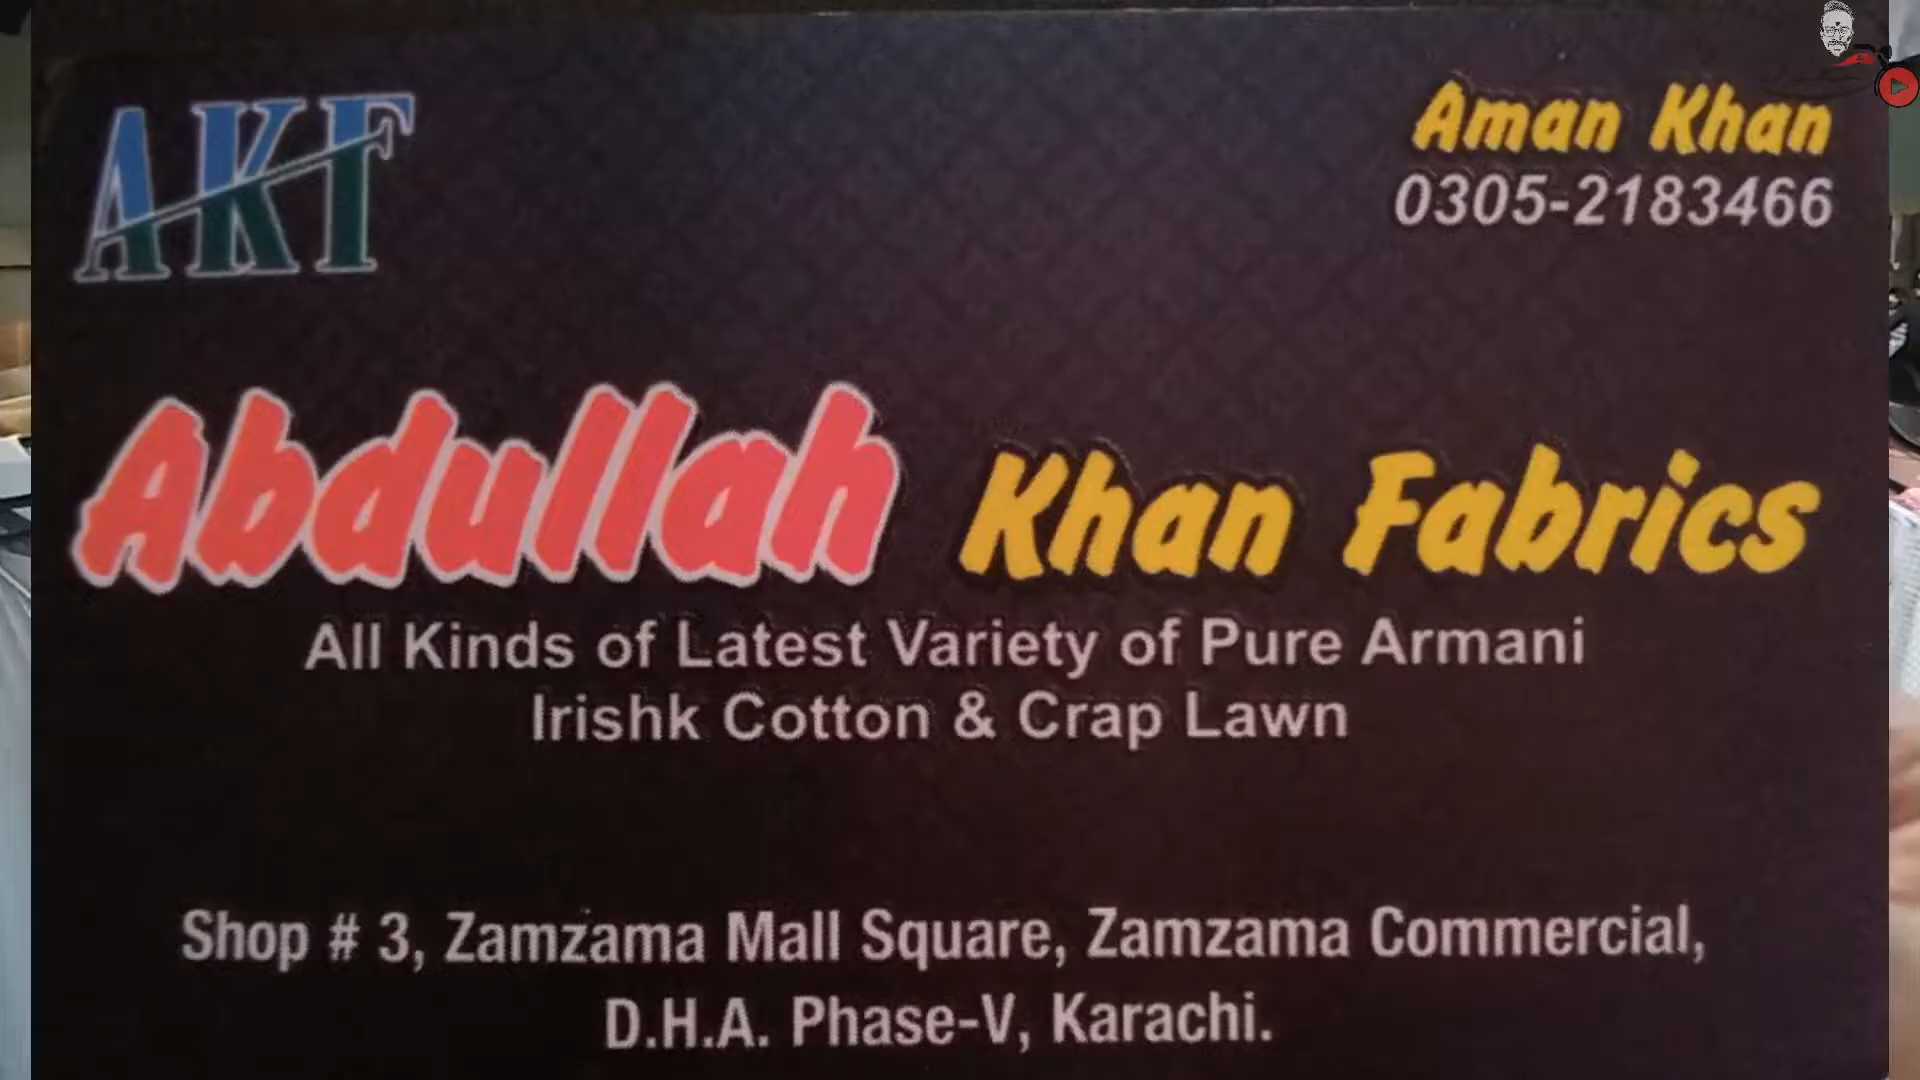 AKF
Aman Khan
0305-2183466
Abdullah Khan Fabrics
All Kinds of Latest Variety of Pure Armani
Irishk Cotton & Crap Lawn
Shop # 3, Zamzama Mall Square, Zamzama Commercial,
D.H.A. Phase-V, Karachi.